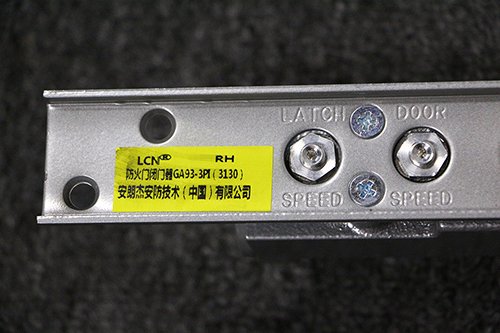 LATCH DOOR
LCN® RH
防火门闭门器GA93-3PI(3130)
安朗杰安防技术(中国)有限公司
SPEED SPEED